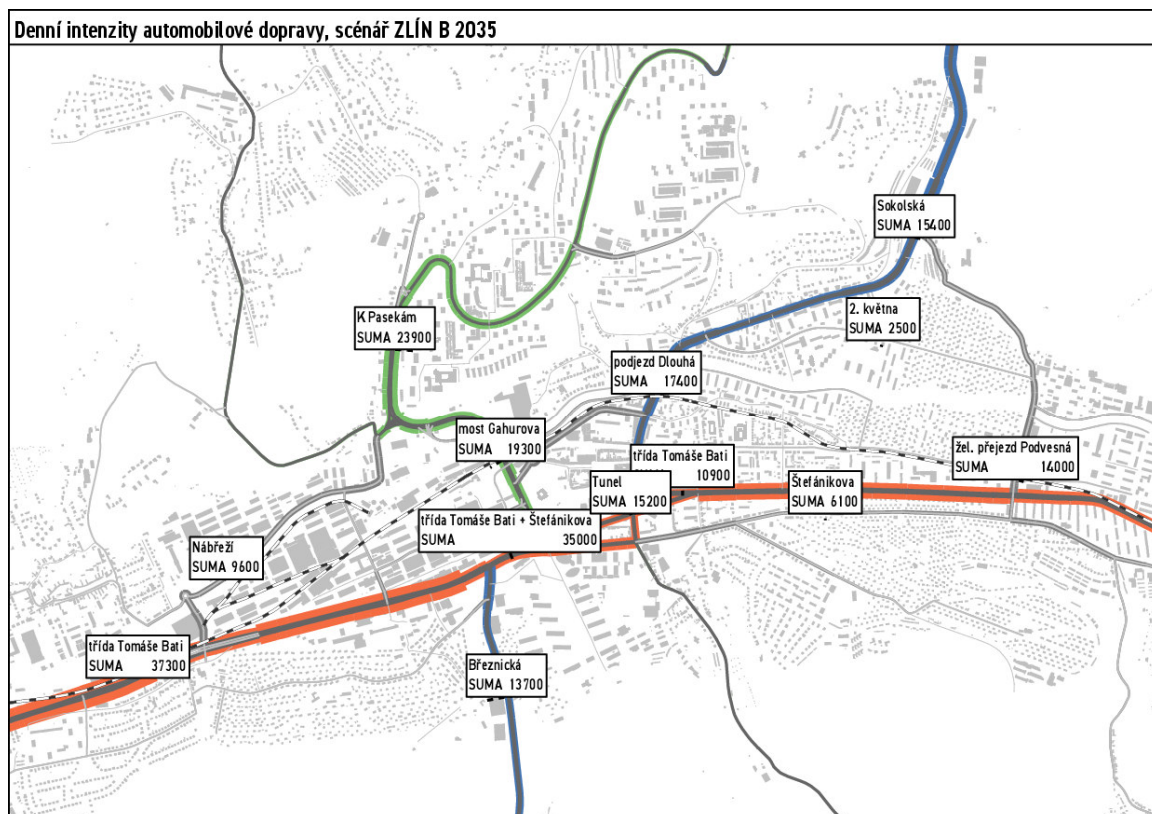 Denní intenzity automobilové dopravy, scénář ZLÍN B 2035
Sokolská
SUMA 15400
2. května
SUMA 2500
K Pasekám
SUMA 23900
podjezd Dlouhá
SUMA 17400
most Gahurova
SUMA 19300
třída Tomáše Bati
10900
žel. přejezd Podvesná
SUMA 14000
Tunel
SUMA 15200
Štefánikova
SUMA 6100
třída Tomáše Bati + Štefánikova
SUMA 35000
Nábřeží
SUMA 9600
třída Tomáše Bati
SUMA 37300
Březnická
SUMA 13700